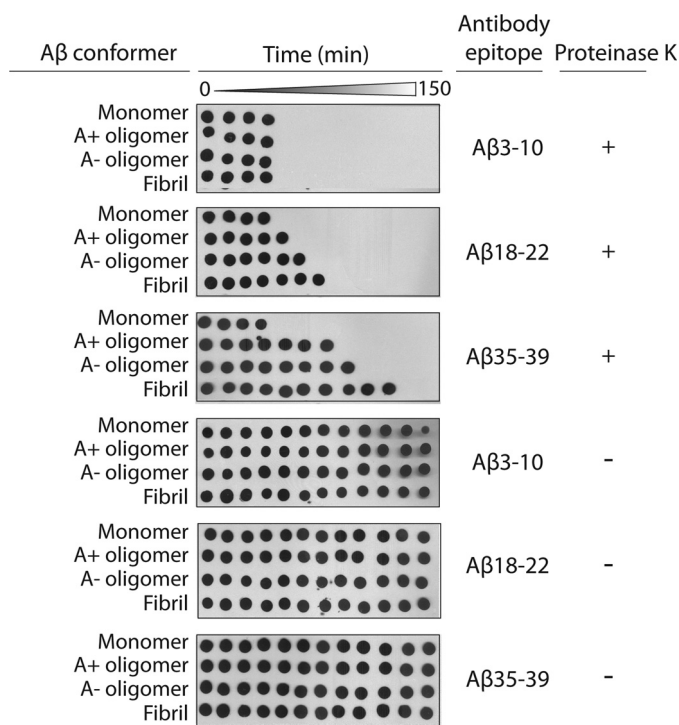 Aβ conformer Time (min) Antibody epitope Proteinase K
0 150
Monomer
A+ oligomer
A- oligomer
Fibril
Aβ3-10 +
Monomer
A+ oligomer
A- oligomer
Fibril
Aβ18-22 +
Monomer
A+ oligomer
A- oligomer
Fibril
Aβ35-39 +
Monomer
A+ oligomer
A- oligomer
Fibril
Aβ3-10 -
Monomer
A+ oligomer
A- oligomer
Fibril
Aβ18-22 -
Monomer
A+ oligomer
A- oligomer
Fibril
Aβ35-39 -